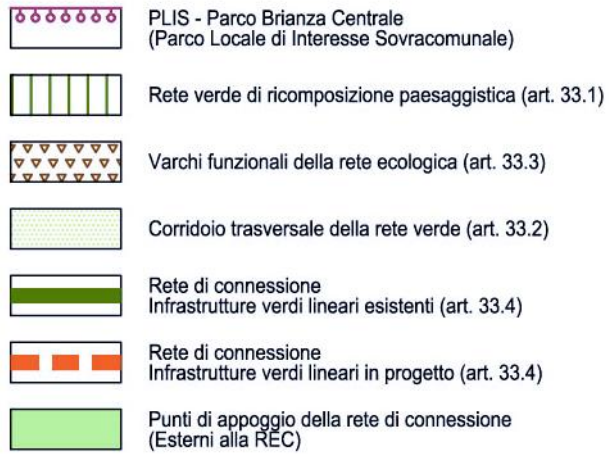 PLIS - Parco Brianza Centrale
(Parco Locale di Interesse Sovracomunale)
Rete verde di ricomposizione paesaggistica (art. 33.1)
Varchi funzionali della rete ecologica (art. 33.3)
Corridoio trasversale della rete verde (art. 33.2)
Rete di connessione
Infrastrutture verdi lineari esistenti (art. 33.4)
Rete di connessione
Infrastrutture verdi lineari in progetto (art. 33.4)
Punti di appoggio della rete di connessione
(Esterni alla REC)